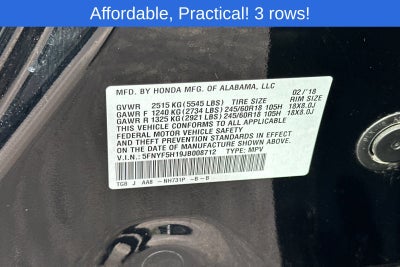 Affordable, Practical! 3 rows!
MFD. BY HONDA MFG. OF ALABAMA, LLC 02/'18
GVWR 2515 KG(5545 LBS) TIRE SIZE RIM SIZE
GAWR F 1240 KG(2734 LBS) 245/60R18 105H 18X8.0J
GAWR R 1325 KG(2921 LBS) 245/60R18 105H 18X8.0J
THIS VEHICLE CONFORMS TO ALL APPLICABLE
FEDERAL MOTOR VEHICLE SAFETY
AND THEFT PREVENTION STANDARDS IN EFFECT
ON THE DATE OF MANUFACTURE SHOWN ABOVE.
V.I.N.: 5FNYF5H19JB008712 TYPE: MPV
TG8 J AA8 -NH731P -B-B